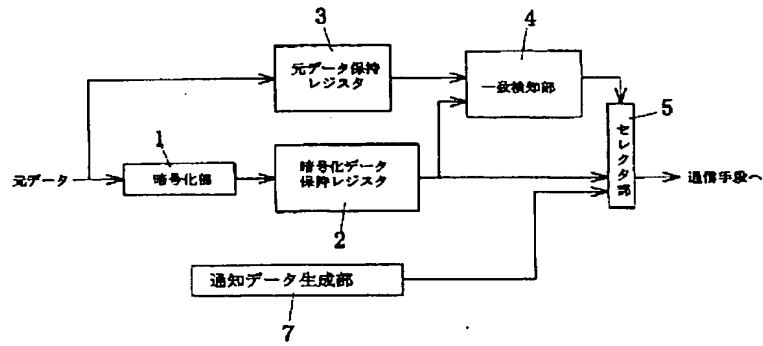 3
元データ保持
レジスタ
4
一致検知部
5
セレクタ部
1
元データ
暗号化部
暗号化データ
保持レジスタ
2
通信手段へ
通知データ生成部
7